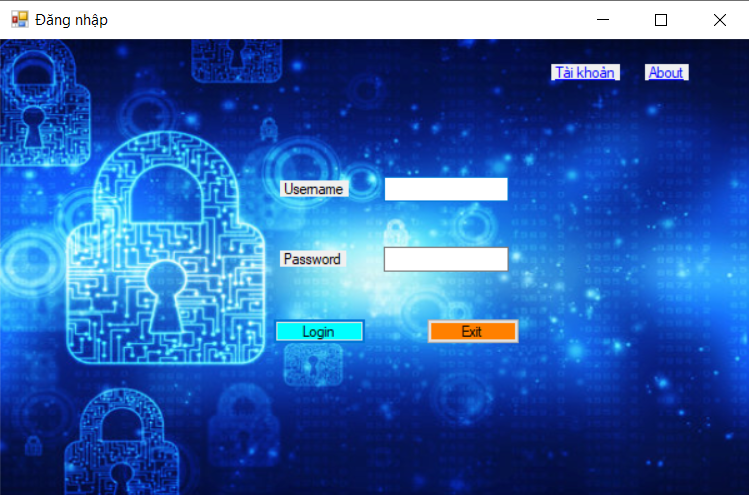 Đăng nhập
Tài khoản About
Username
Password
Login Exit